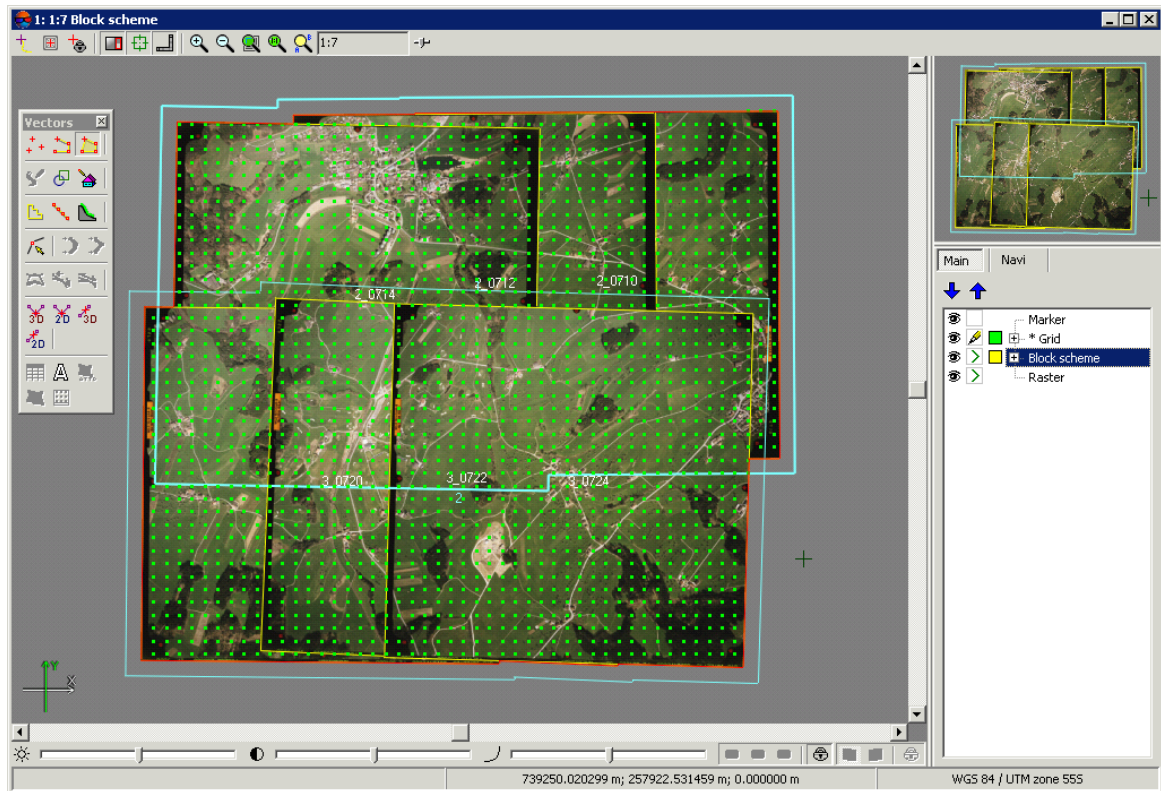 1: 1:7 Block scheme
1:7
Vectors
3D 2D 3D
2D
A
2_0714
2_0712
2_0710
3_0720
3_0722
3_0724
2
Y
X
Main Navi
Marker
* Grid
Block scheme
Raster
739250.020299 m; 257922.531459 m; 0.000000 m
WGS 84 / UTM zone 55S